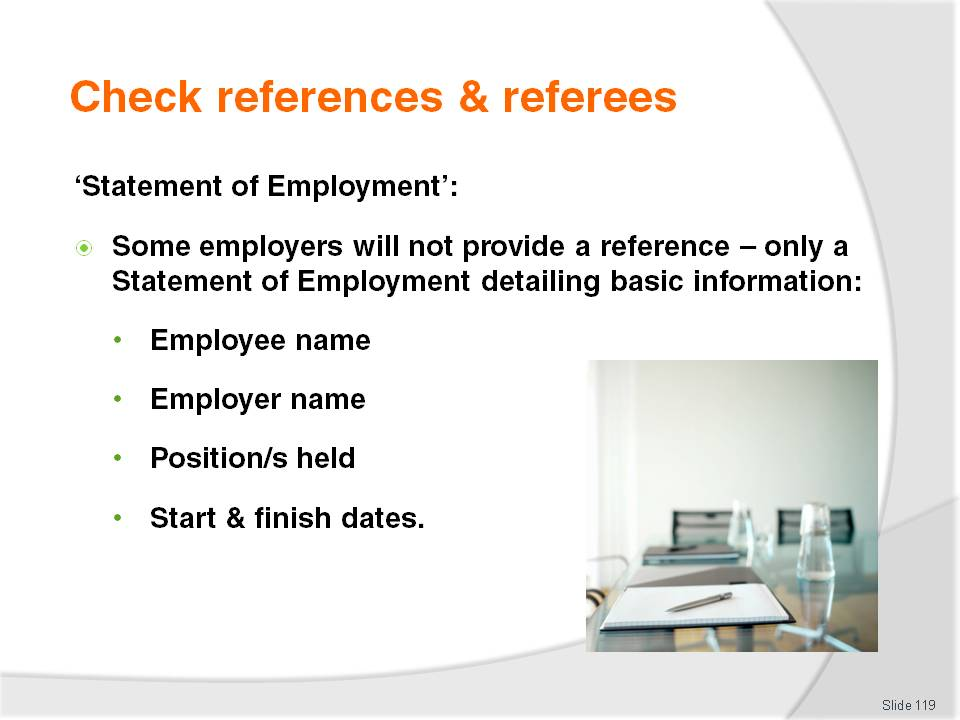 Check references & referees
‘Statement of Employment’:
Some employers will not provide a reference – only a
Statement of Employment detailing basic information:
• Employee name
• Employer name
• Position/s held
• Start & finish dates.
Slide 119